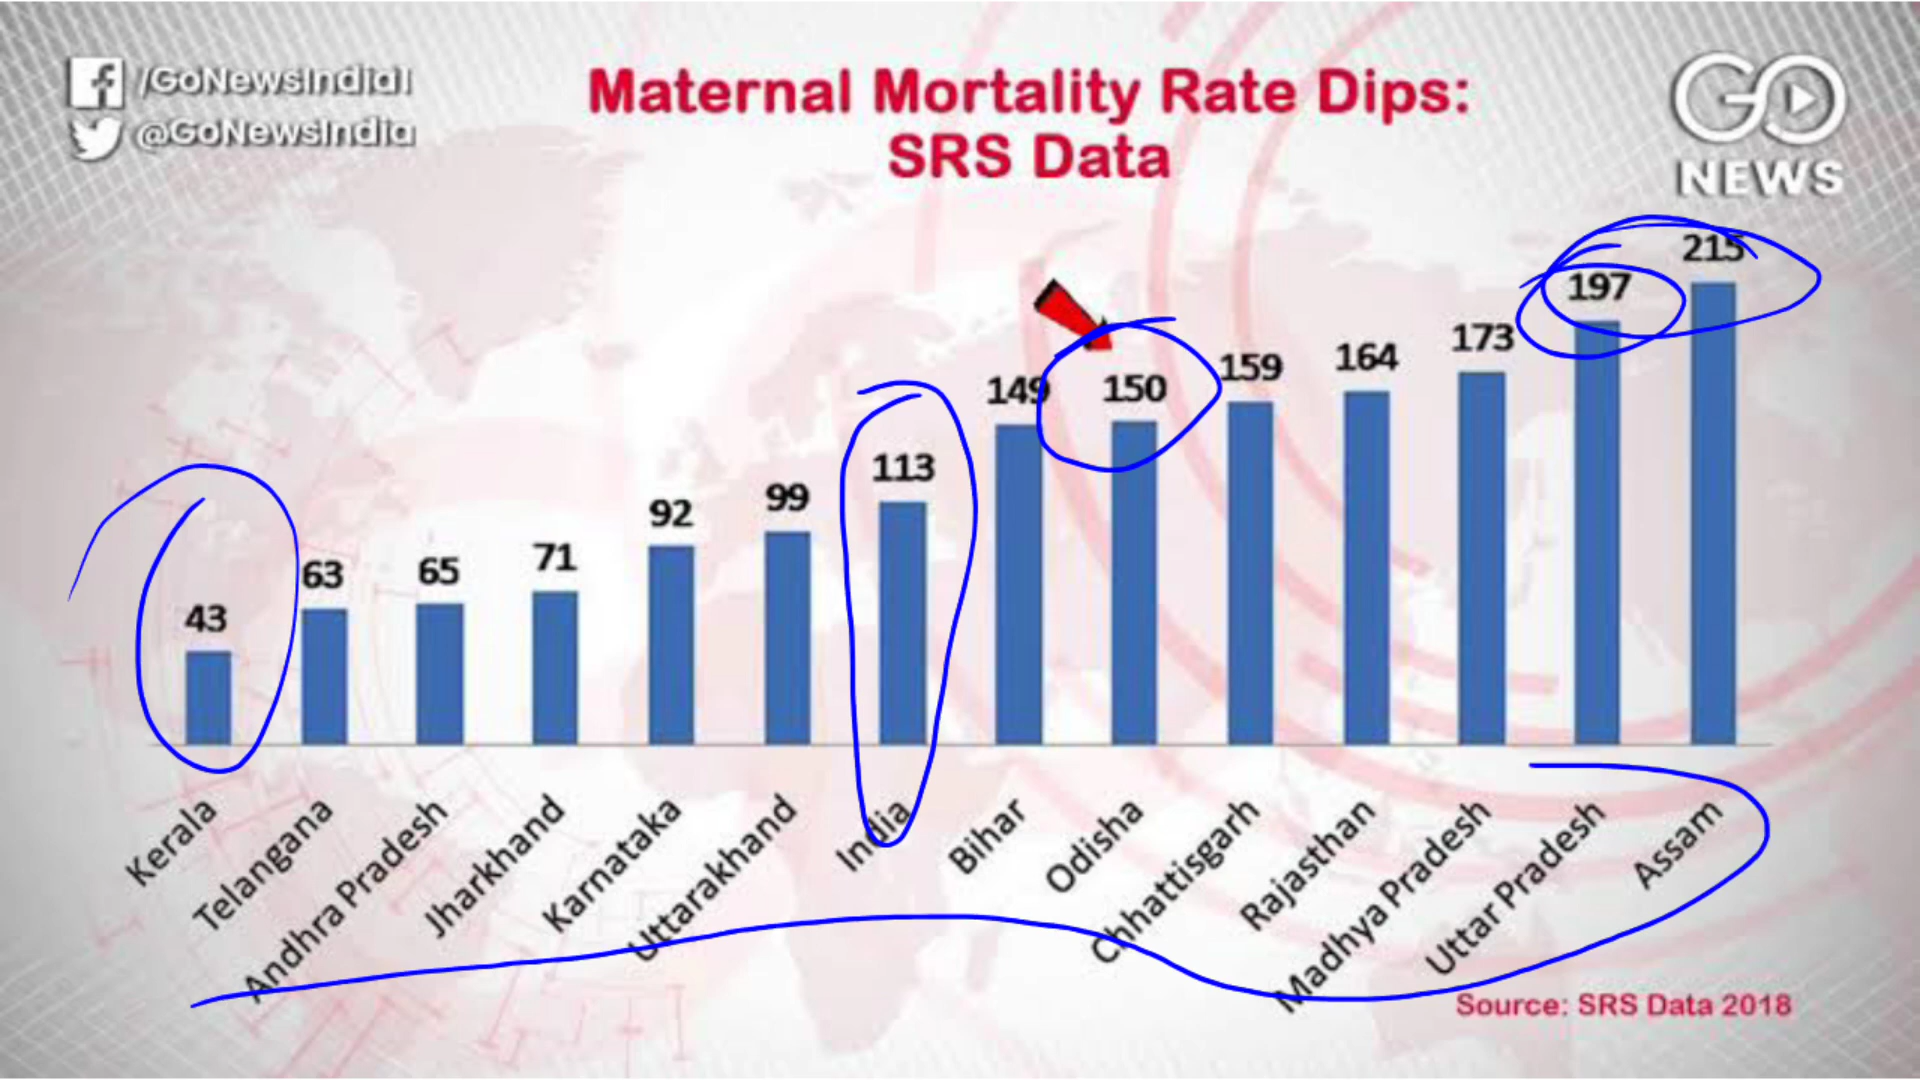 /GoNewsIndia1
@GoNewsIndia
Maternal Mortality Rate Dips:
SRS Data
GO
NEWS
43
63
65
71
92
99
113
149
150
159
164
173
197
215
Kerala
Telangana
Andhra Pradesh
Jharkhand
Karnataka
Uttarakhand
India
Bihar
Odisha
Chhattisgarh
Rajasthan
Madhya Pradesh
Uttar Pradesh
Assam
Source: SRS Data 2018